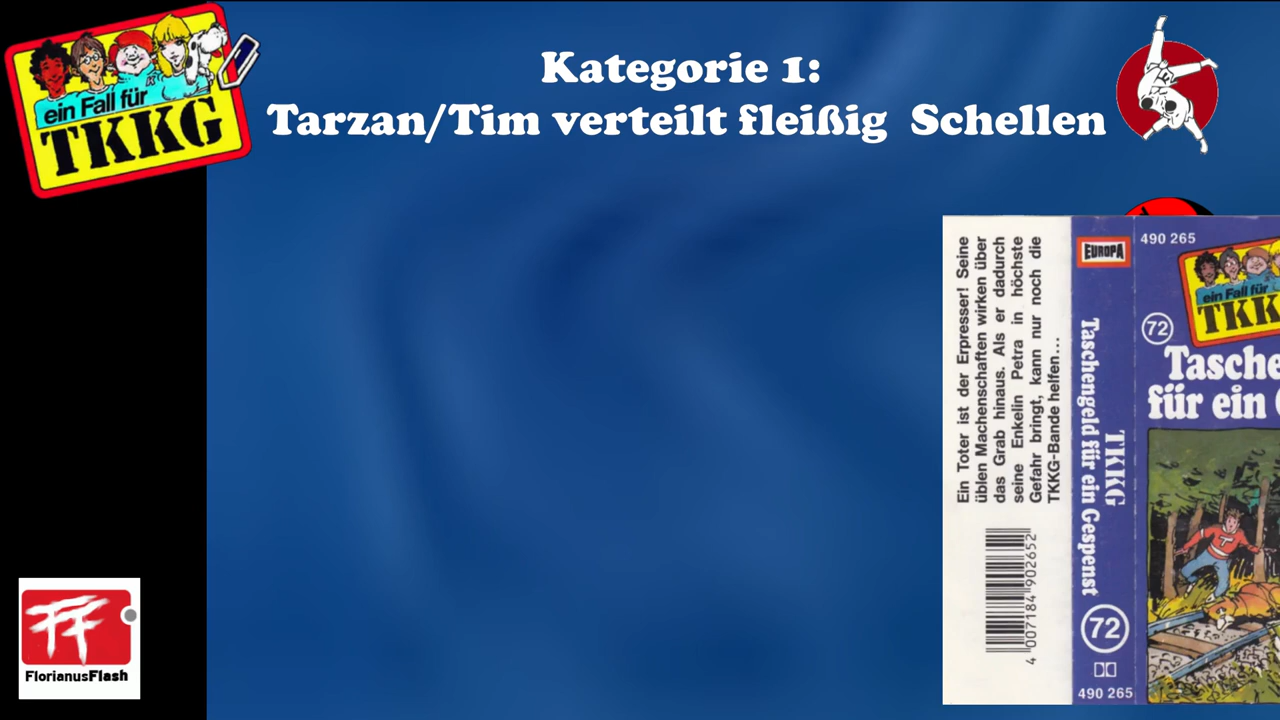 ein Fall für
TKKG
Kategorie 1:
Tarzan/Tim verteilt fleißig Schellen
FF
FlorianusFlash
Ein Toter ist der Erpresser! Seine
üblen Machenschaften wirken über
das Grab hinaus. Als er dadurch
seine Enkelin Petra in höchste
Gefahr bringt, kann nur noch die
TKKG-Bande helfen...
4 007184 902652
EUROPA
TKKG
Taschengeld für ein Gespenst
72
490 265
490 265
ein Fall für
TKK
72
Tasche
für ein